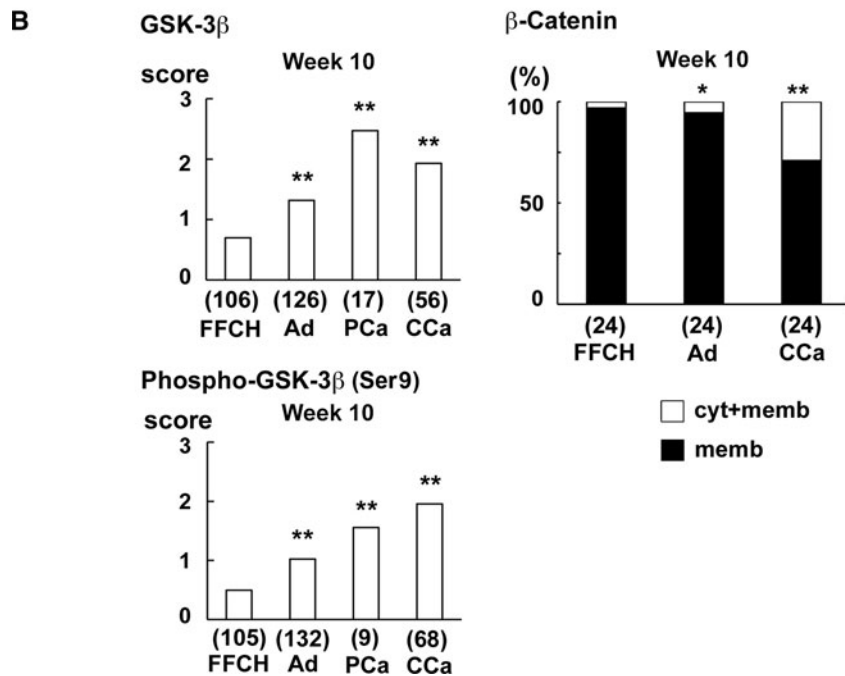 B
GSK-3β
score
Week 10
3
**
**
2
**
1
0
(106) (126) (17) (56)
FFCH Ad PCa CCa
Phospho-GSK-3β (Ser9)
score
Week 10
3
**
2
**
**
1
0
(105) (132) (9) (68)
FFCH Ad PCa CCa
β-Catenin
(%)
Week 10
* **
100
50
0
(24) (24) (24)
FFCH Ad CCa
cyt+memb
memb